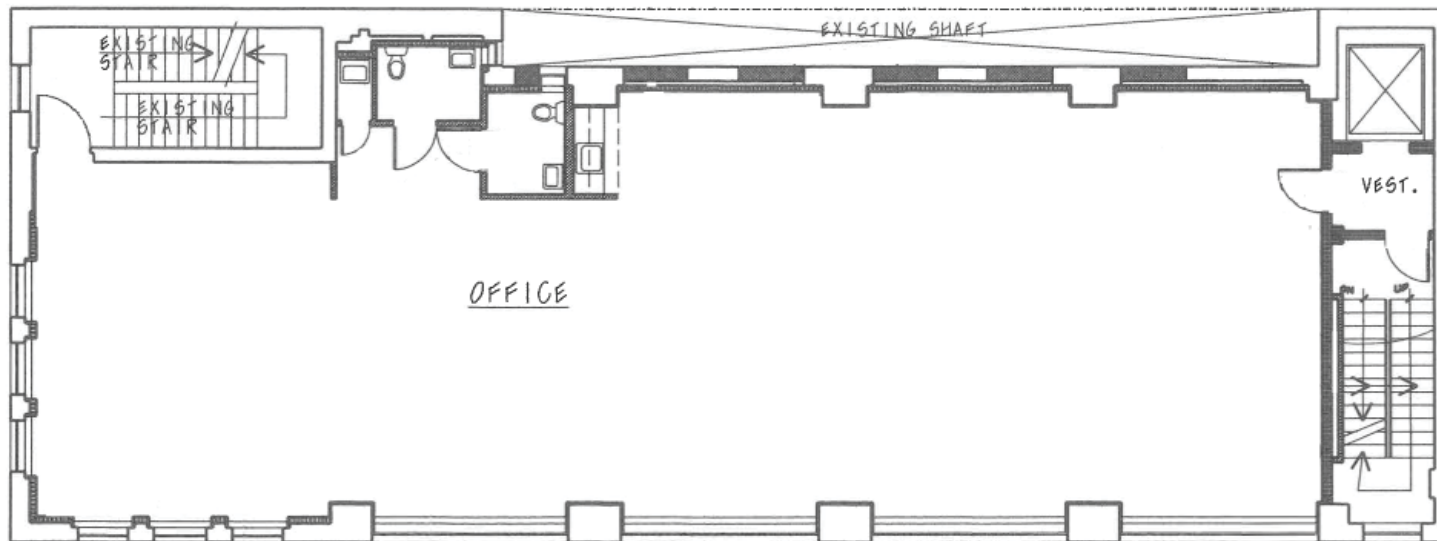 EXISTING SHAFT
EXISTING
STAIR
EXISTING
STAIR
VEST.
OFFICE
DN
UP